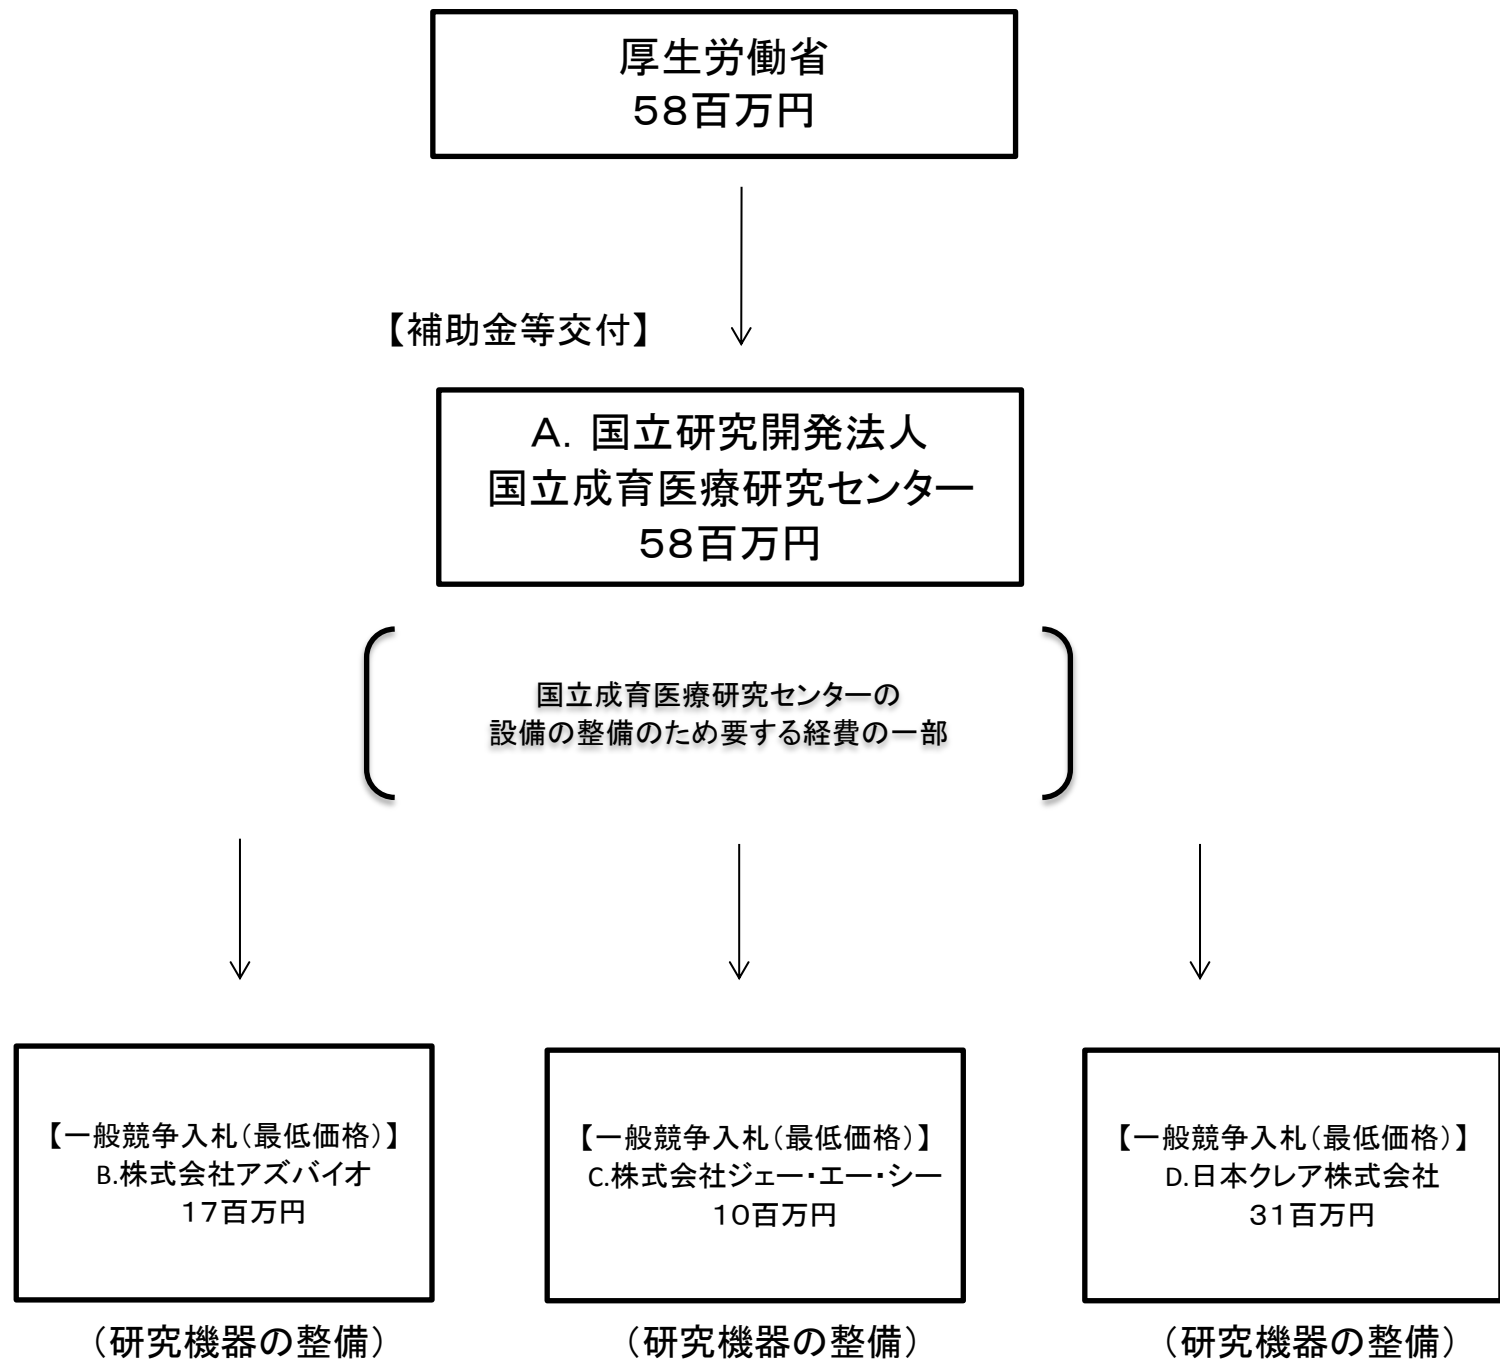 厚生労働省
58百万円
【補助金等交付】
A. 国立研究開発法人
国立成育医療研究センター
58百万円
国立成育医療研究センターの
設備の整備のため要する経費の一部
【一般競争入札(最低価格)】
B.株式会社アズバイオ
17百万円
(研究機器の整備)
【一般競争入札(最低価格)】
C.株式会社ジェー・エー・シー
10百万円
(研究機器の整備)
【一般競争入札(最低価格)】
D.日本クレア株式会社
31百万円
(研究機器の整備)